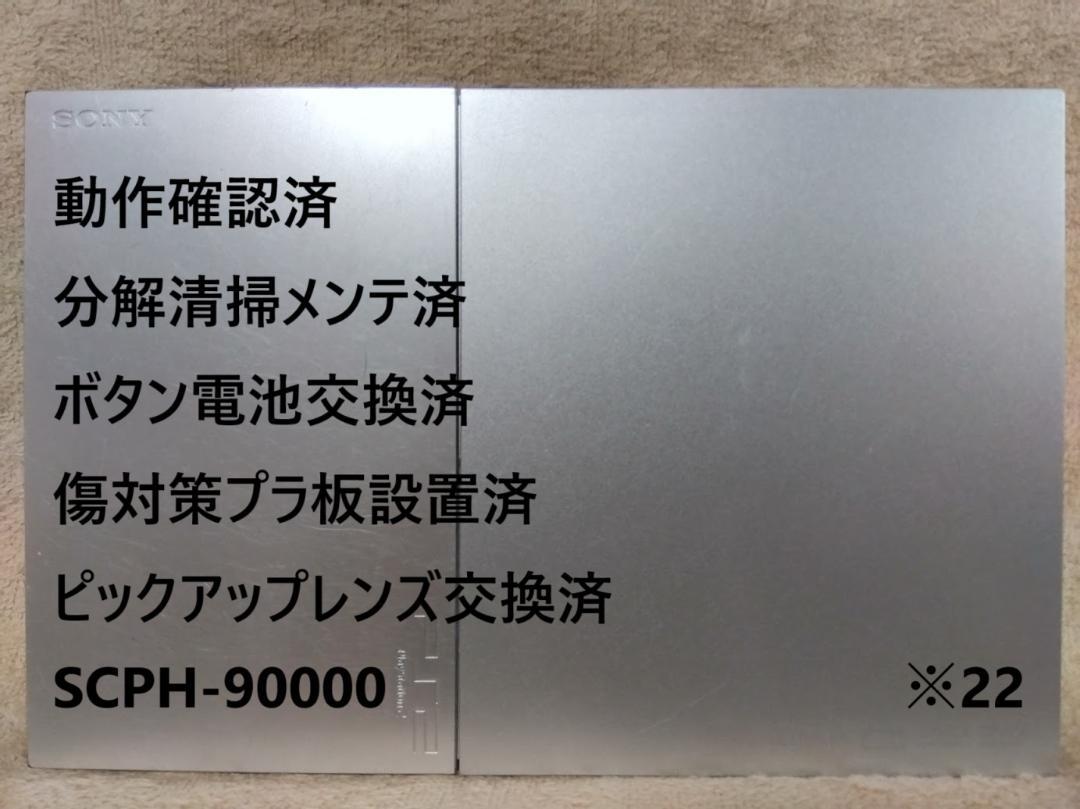 SONY
動作確認済
分解清掃メンテ済
ボタン電池交換済
傷対策プラ板設置済
ピックアップレンズ交換済
SCPH-90000
※22
PlayStation 2